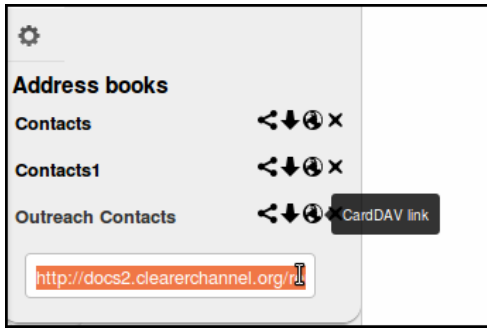 Address books
Contacts
Contacts1
Outreach Contacts
CardDAV link
http://docs2.clearerchannel.org/